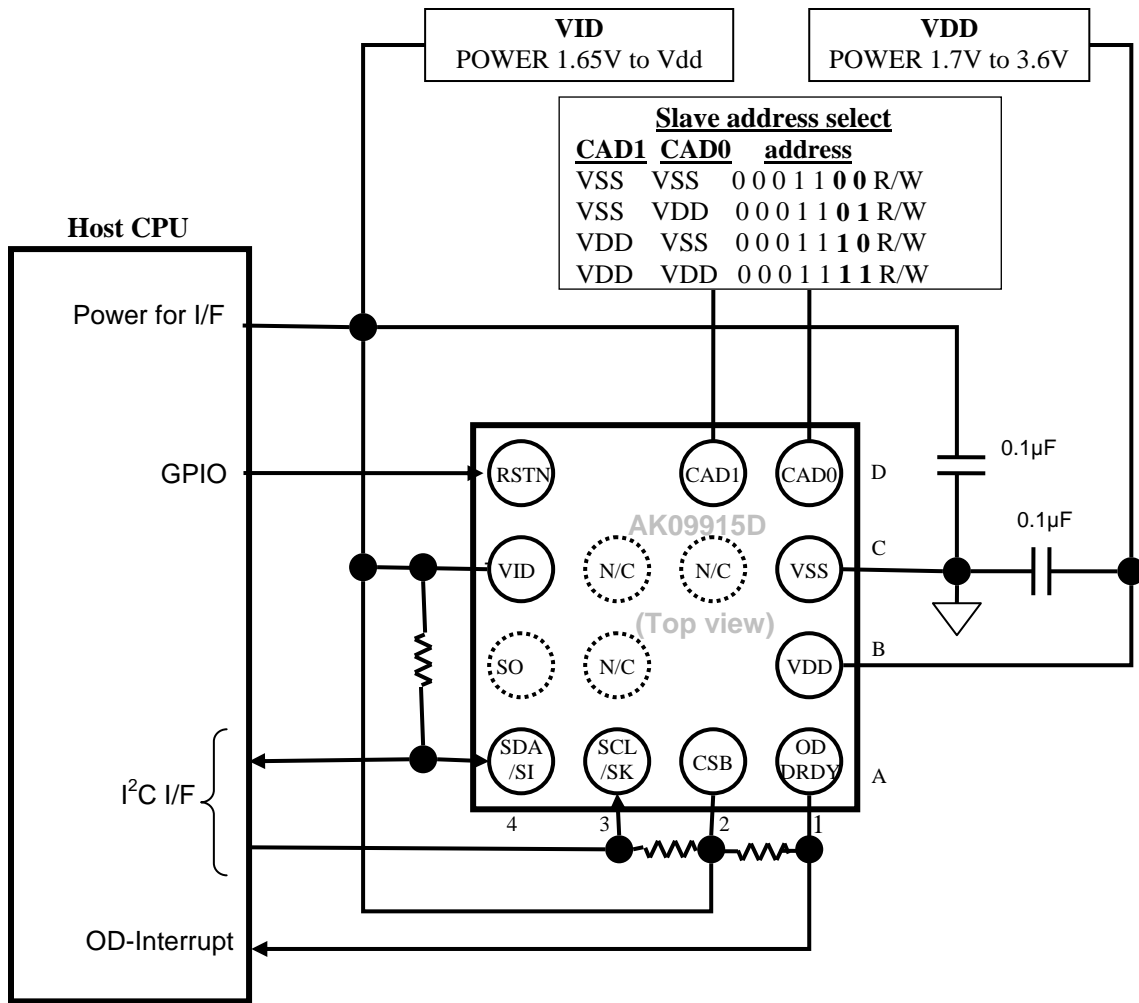 VID
POWER 1.65V to Vdd
VDD
POWER 1.7V to 3.6V
Slave address select
CAD1 CAD0 address
VSS VSS 0 0 0 1 1 0 0 R/W
VSS VDD 0 0 0 1 1 0 1 R/W
VDD VSS 0 0 0 1 1 1 0 R/W
VDD VDD 0 0 0 1 1 1 1 R/W
Host CPU
Power for I/F
GPIO
RSTN
CAD1
CAD0
D
0.1µF
AK09915D
0.1µF
VID
N/C
N/C
VSS
C
(Top view)
SO
N/C
VDD
B
SDA
/SI
SCL
/SK
CSB
OD
DRDY
A
I²C I/F
4
3
2
1
OD-Interrupt